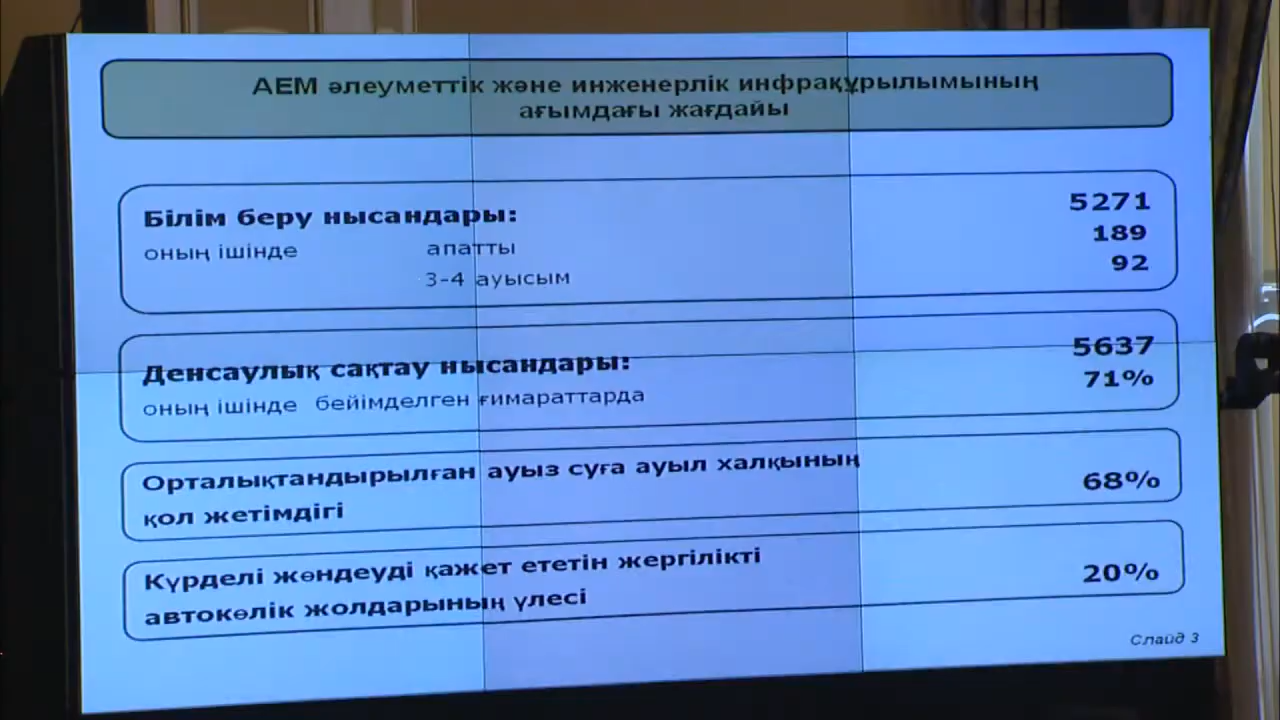 АЕМ әлеуметтік және инженерлік инфрақұрылымының
ағымдағы жағдайы
Білім беру нысандары: 5271
оның ішінде апатты 189
3-4 ауысым 92
Денсаулық сақтау нысандары: 5637
оның ішінде бейімделген ғимараттарда 71%
Орталықтандырылған ауыз суға ауыл халқының
қол жетімдігі 68%
Күрделі жөндеуді қажет ететін жергілікті
автокөлік жолдарының үлесі 20%
Слайд 3